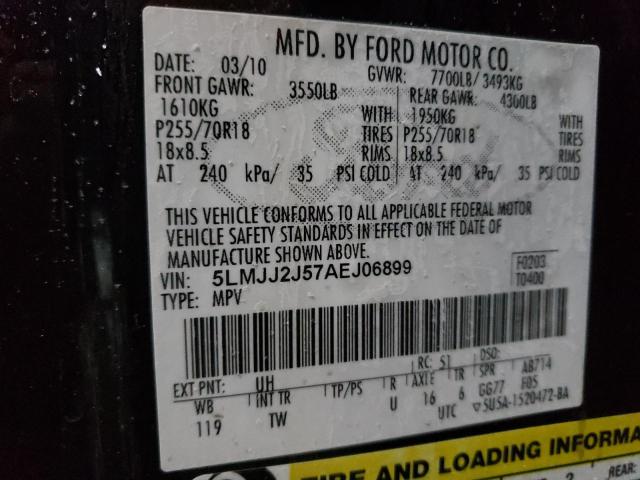 MFD. BY FORD MOTOR CO.
DATE: 03/10 GVWR: 7700LB/ 3493KG
FRONT GAWR: 3550LB REAR GAWR: 4300LB
1610KG WITH 1950KG WITH
P255/70R18 TIRES P255/70R18 TIRES
18x8.5 RIMS 18x8.5 RIMS
AT 240 kPa/ 35 PSI COLD AT 240 kPa/ 35 PSI COLD
THIS VEHICLE CONFORMS TO ALL APPLICABLE FEDERAL MOTOR
VEHICLE SAFETY STANDARDS IN EFFECT ON THE DATE OF
MANUFACTURE SHOWN ABOVE.
VIN: 5LMJJ2J57AEJ06899 F0203
TYPE: MPV T0400
EXT PNT: UH RC: 51 DSO:
WB INT TR TP/PS R AXLE TR SPR AB714
119 TW U 16 6 GG77 F05
UTC 5U5A-1520472-BA
TIRE AND LOADING INFORMA
REAR: